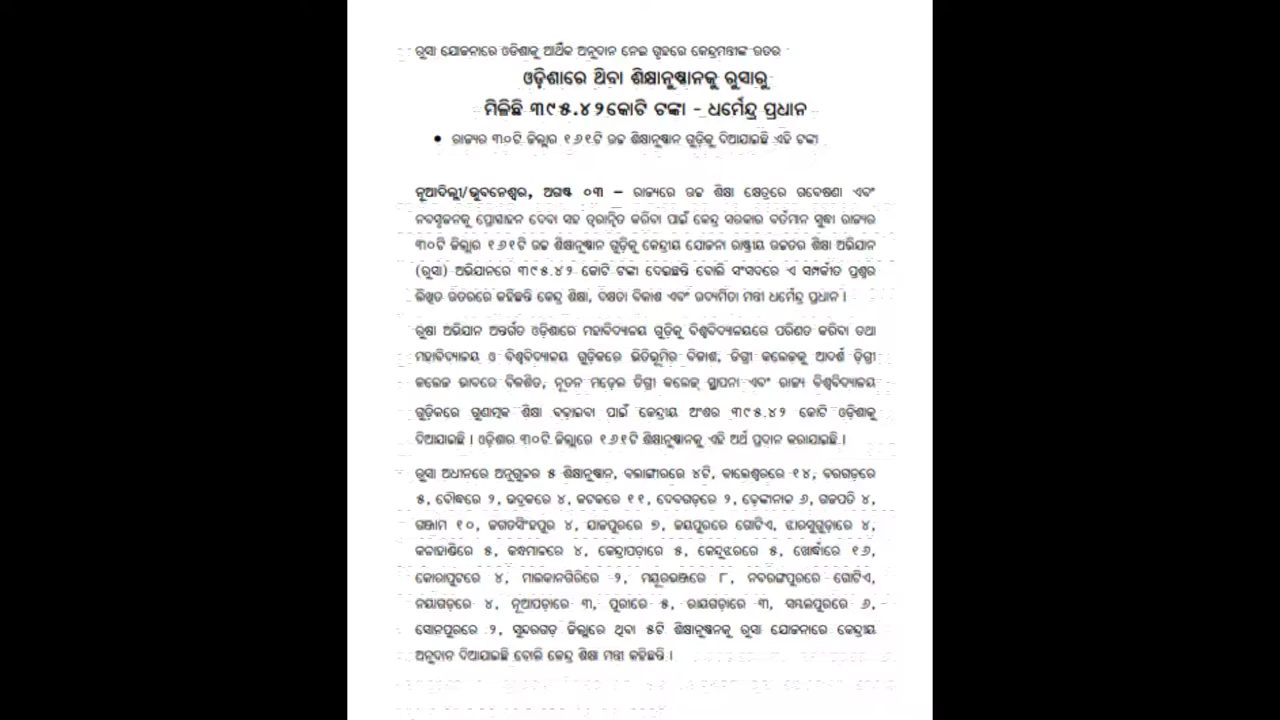 ରୁସା ଯୋଜନାରେ ଓଡିଶାକୁ ଆର୍ଥିକ ଅନୁଦାନ ନେଇ ଗୃହରେ କେନ୍ଦ୍ରମନ୍ତ୍ରୀଙ୍କ ଉତର
ଓଡ଼ିଶାରେ ଥିବା ଶିକ୍ଷାନୁଷ୍ଠାନକୁ ରୁସାରୁ
ମିଳିଛି ୩୯୫.୪୨କୋଟି ଟଙ୍କା - ଧର୍ମେନ୍ଦ୍ର ପ୍ରଧାନ
• ରାଜ୍ୟର ୩୦ଟି ଜିଲ୍ଲାର ୧୬୧ଟି ଉଚ୍ଚ ଶିକ୍ଷାନୁଷ୍ଠାନ ଗୁଡ଼ିକୁ ଦିଆଯାଇଛି ଏହି ଟଙ୍କା
ନୂଆଦିଲ୍ଲୀ/ଭୁବନେଶ୍ୱର, ଅଗଷ୍ଟ ୦୩ – ରାଜ୍ୟରେ ଉଚ୍ଚ ଶିକ୍ଷା କ୍ଷେତ୍ରରେ ଗବେଷଣା ଏବଂ
ନବସୃଜନକୁ ପ୍ରୋତ୍ସାହନ ଦେବା ସହ ତ୍ୱରାନ୍ୱିତ କରିବା ପାଇଁ କେନ୍ଦ୍ର ସରକାର ବର୍ତମାନ ସୁଦ୍ଧା ରାଜ୍ୟର
୩୦ଟି ଜିଲ୍ଲାର ୧୬୧ଟି ଉଚ୍ଚ ଶିକ୍ଷାନୁଷ୍ଠାନ ଗୁଡ଼ିକୁ କେନ୍ଦ୍ରୀୟ ଯୋଜନା ରାଷ୍ଟ୍ରୀୟ ଉଚ୍ଚତର ଶିକ୍ଷା ଅଭିଯାନ
(ରୁସା) ଅଭିଯାନରେ ୩୯୫.୪୨ କୋଟି ଟଙ୍କା ଦେଇଛନ୍ତି ବୋଲି ସଂସଦରେ ଏ ସମ୍ପର୍କୀତ ପ୍ରଶ୍ନର
ଲିଖିତ ଉତରରେ କହିଛନ୍ତି କେନ୍ଦ୍ର ଶିକ୍ଷା, ଦକ୍ଷତା ବିକାଶ ଏବଂ ଉଦ୍ୟମିତା ମନ୍ତ୍ରୀ ଧର୍ମେନ୍ଦ୍ର ପ୍ରଧାନ ।
ରୁଷା ଅଭିଯାନ ଅନ୍ତର୍ଗତ ଓଡ଼ିଶାରେ ମହାବିଦ୍ୟାଳୟ ଗୁଡ଼ିକୁ ବିଶ୍ୱବିଦ୍ୟାଳୟରେ ପରିଣତ କରିବା ତଥା
ମହାବିଦ୍ୟାଳୟ ଓ ବିଶ୍ୱବିଦ୍ୟାଳୟ ଗୁଡ଼ିକରେ ଭିତିଭୂମିର ବିକାଶ, ଡିଗ୍ରୀ କଲେଜକୁ ଆଦର୍ଶ ଡ଼ିଗ୍ରୀ
କଲେଜ ଭାବରେ ବିକଶିତ, ନୂତନ ମଡ଼େଲ ଡିଗ୍ରୀ କଲେଜ୍ ସ୍ଥାପନା ଏବଂ ରାଜ୍ୟ ବିଶ୍ୱବିଦ୍ୟାଳୟ
ଗୁଡ଼ିକରେ ଗୁଣାତ୍ମକ ଶିକ୍ଷା ବଢ଼ାଇବା ପାଇଁ କେନ୍ଦ୍ରୀୟ ଅଂଶର ୩୯୫.୪୨ କୋଟି ଓଡ଼ିଶାକୁ
ଦିଆଯାଇଛି । ଓଡ଼ିଶର ୩୦ଟି ଜିଲ୍ଲାରେ ୧୬୧ଟି ଶିକ୍ଷାନୁଷ୍ଠାନକୁ ଏହି ଅର୍ଥ ପ୍ରଦାନ କରାଯାଇଛି ।
ରୁସା ଅଧୀନରେ ଅନୁଗୁଳର ୫ ଶିକ୍ଷାନୁଷ୍ଠାନ, ବଲାଙ୍ଗୀରରେ ୪ଟି, ବାଲେଶ୍ୱରରେ ୧୪, ବରଗଡ଼ରେ
୫, ବୌଦ୍ଧରେ ୨, ଭଦ୍ରକରେ ୪, କଟକରେ ୧୧, ଦେବଗଡ଼ରେ ୨, ଢେଙ୍କାନାଳ ୬, ଗଜପତି ୪,
ଗଞ୍ଜାମ ୧୦, ଜଗତସିଂହପୁର ୪, ଯାଜପୁରରେ ୭, ଜୟପୁରରେ ଗୋଟିଏ, ଝାରସୁଗୁଡ଼ାରେ ୪,
କଳାହାଣ୍ଡିରେ ୫, କନ୍ଧମାଳରେ ୪, କେନ୍ଦ୍ରାପଡ଼ାରେ ୫, କେନ୍ଦୁଝରରେ ୫, ଖୋର୍ଦ୍ଧାରେ ୧୬,
କୋରାପୁଟରେ ୪, ମାଲକାନଗିରିରେ ୨, ମୟୂରଭଞ୍ଜରେ ୮, ନବରଙ୍ଗପୁରରେ ଗୋଟିଏ,
ନୟାଗଡ଼ରେ ୪, ନୂଆପଡ଼ାରେ ୩, ପୁରୀରେ ୫, ରାୟଗଡ଼ାରେ ୩, ସମ୍ବଲପୁରରେ ୬,
ସୋନପୁରରେ ୨, ସୁନ୍ଦରଗଡ଼ ଜିଲ୍ଲାରେ ଥିବା ୫ଟି ଶିକ୍ଷାନୁଷ୍ଠନକୁ ରୁସା ଯୋଜନାରେ କେନ୍ଦ୍ରୀୟ
ଅନୁଦାନ ଦିଆଯାଇଛି ବୋଲି କେନ୍ଦ୍ର ଶିକ୍ଷା ମନ୍ତ୍ରୀ କହିଛନ୍ତି ।